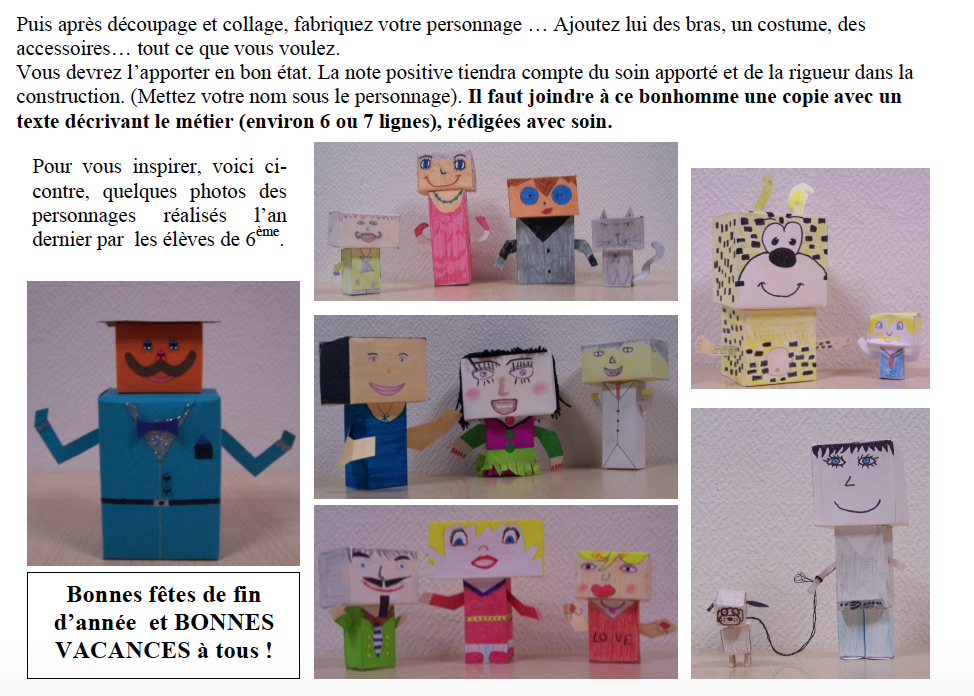 Puis après découpage et collage, fabriquez votre personnage … Ajoutez lui des bras, un costume, des
accessoires… tout ce que vous voulez.
Vous devrez l’apporter en bon état. La note positive tiendra compte du soin apporté et de la rigueur dans la
construction. (Mettez votre nom sous le personnage). Il faut joindre à ce bonhomme une copie avec un
texte décrivant le métier (environ 6 ou 7 lignes), rédigées avec soin.
Pour vous inspirer, voici ci-
contre, quelques photos des
personnages réalisés l’an
dernier par les élèves de 6ème.
LOVE
Bonnes fêtes de fin
d’année et BONNES
VACANCES à tous !